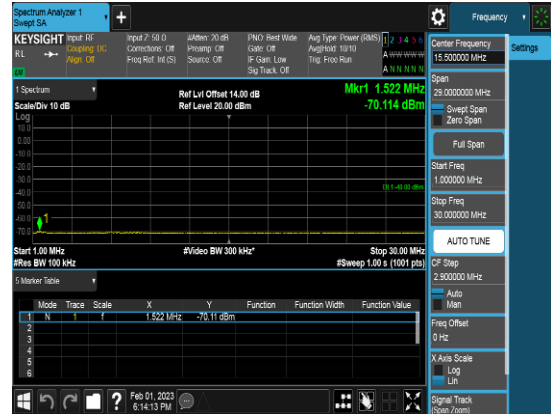 Spectrum Analyzer 1
Swept SA
+
Frequency
KEYSIGHT
RL
Input: RF
Coupling: DC
Align: Off
Input Z: 50 Ω
Corrections: Off
Freq Ref: Int (S)
#Atten: 20 dB
Preamp: Off
Source: Off
PNO: Best Wide
Gate: Off
IF Gain: Low
Sig Track: Off
Avg Type: Power (RMS)
Avg|Hold: 10/10
Trig: Free Run
1 2 3 4 5 6
A W W W W W
A N N N N N
1 Spectrum
Scale/Div 10 dB
Ref Lvl Offset 14.00 dB
Ref Level 20.00 dBm
Mkr1 1.522 MHz
-70.114 dBm
Log
10.0
0.00
-10.0
-20.0
-30.0
-40.0
-50.0
-60.0
-70.0
DL1 -40.00 dBm
1
Start 1.00 MHz
#Res BW 100 kHz
#Video BW 300 kHz*
Stop 30.00 MHz
#Sweep 1.00 s (1001 pts)
5 Marker Table
Mode Trace Scale X Y Function Function Width Function Value
1 N 1 f 1.522 MHz -70.11 dBm
2
3
4
5
6
Feb 01, 2023
6:14:13 PM
?
Center Frequency
15.500000 MHz
Span
29.0000000 MHz
Swept Span
Zero Span
Full Span
Start Freq
1.000000 MHz
Stop Freq
30.000000 MHz
AUTO TUNE
CF Step
2.900000 MHz
Auto
Man
Freq Offset
0 Hz
X Axis Scale
Log
Lin
Signal Track
(Span Zoom)
Settings